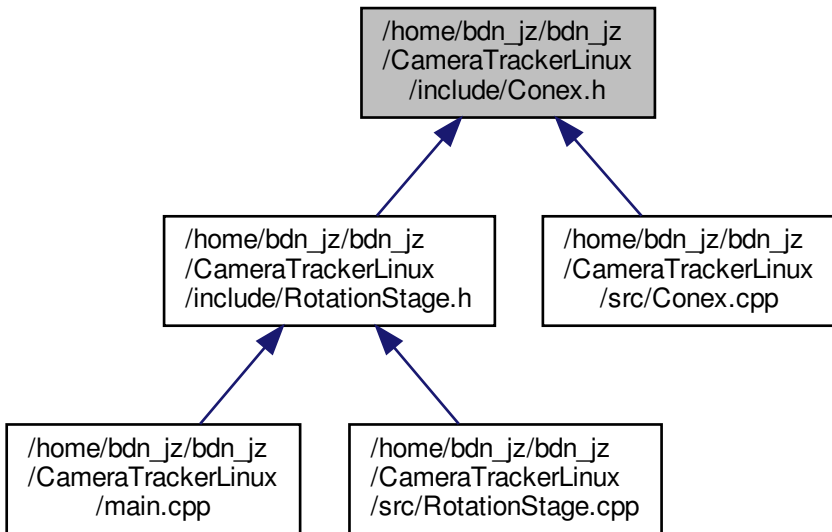 /home/bdn_jz/bdn_jz
/CameraTrackerLinux
/include/Conex.h
/home/bdn_jz/bdn_jz
/CameraTrackerLinux
/include/RotationStage.h
/home/bdn_jz/bdn_jz
/CameraTrackerLinux
/src/Conex.cpp
/home/bdn_jz/bdn_jz
/CameraTrackerLinux
/main.cpp
/home/bdn_jz/bdn_jz
/CameraTrackerLinux
/src/RotationStage.cpp